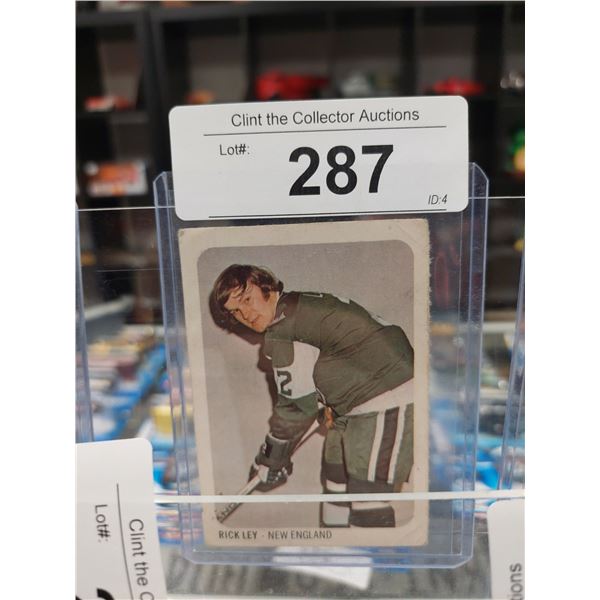 Clint the Collector Auctions
Lot#:
287
ID:4
2
RICK LEY - NEW ENGLAND
Clint the C
Lot#:
ions